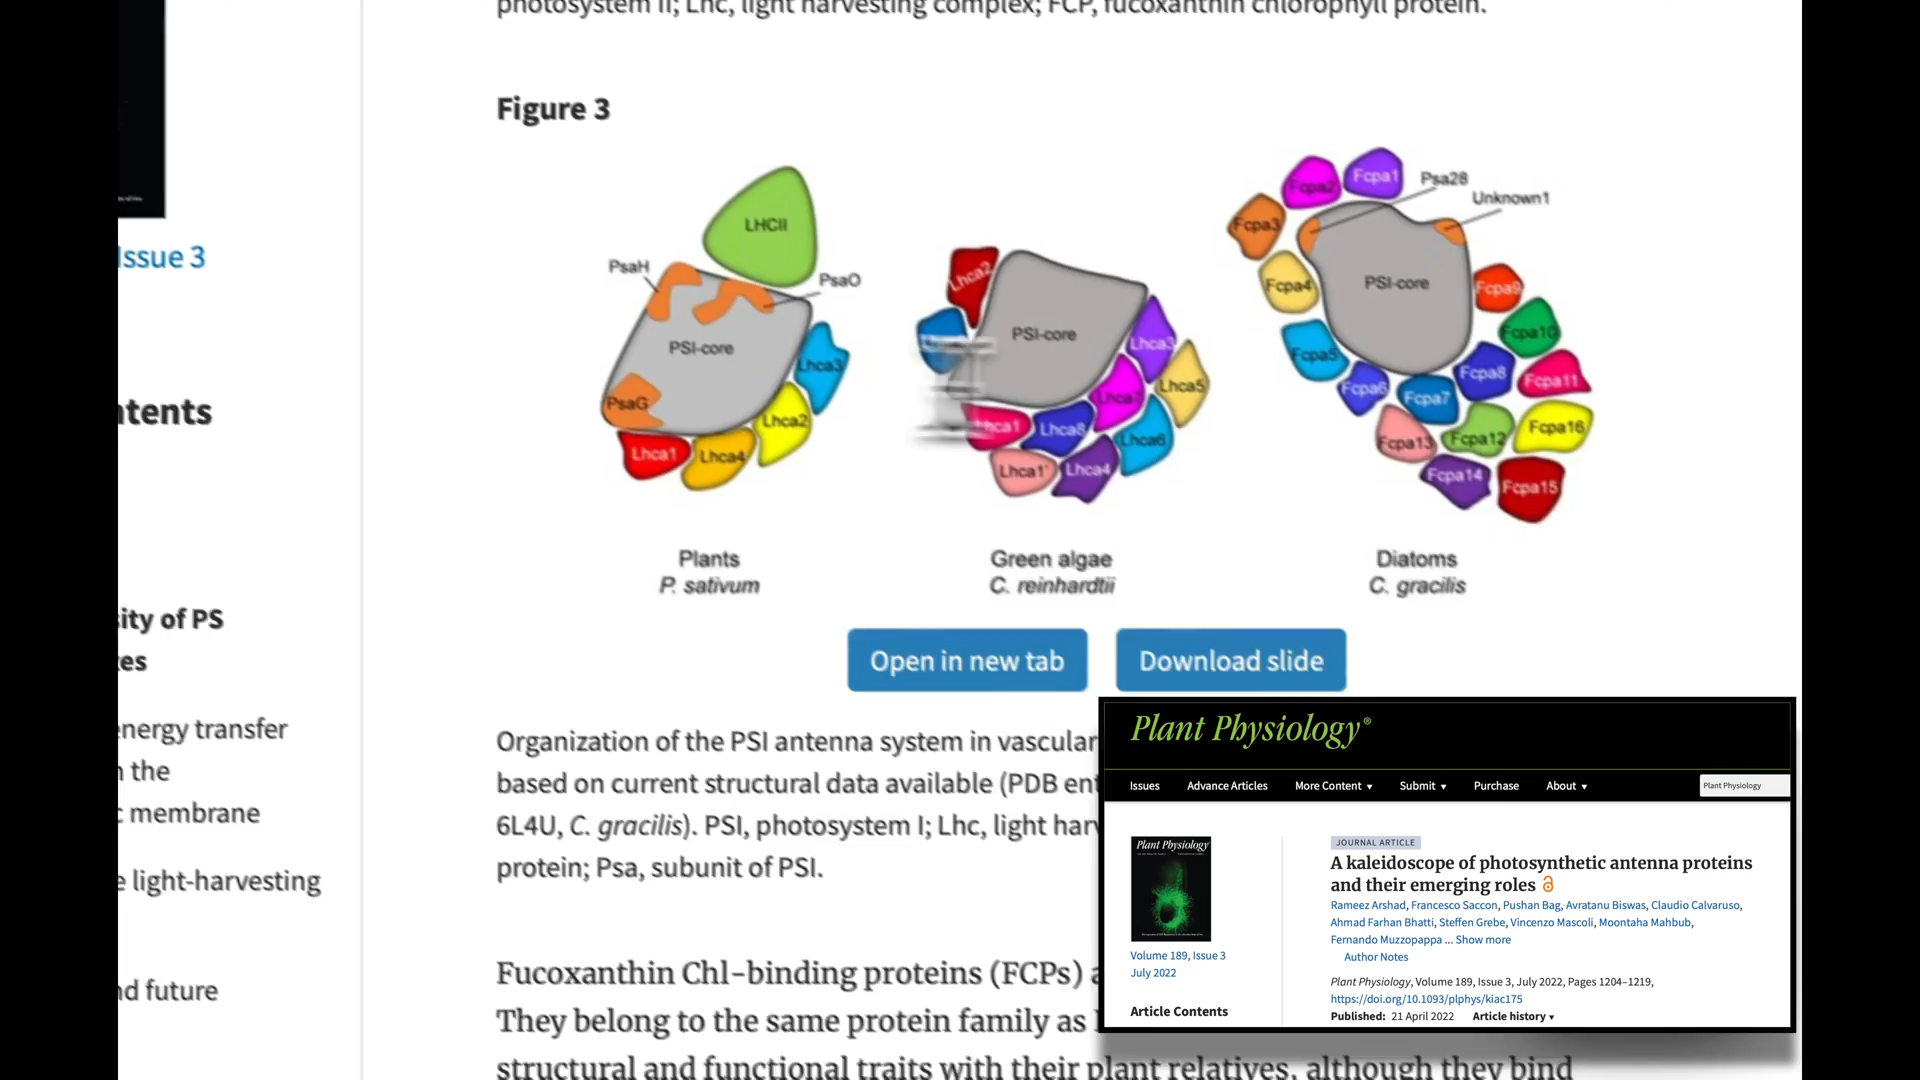 photosystem II; Lhc, light harvesting complex; FCP, fucoxanthin chlorophyll protein.
Figure 3
Issue 3
LHCII
PsaH
PsaO
PSI-core
Lhca3
PsaG
Lhca2
Lhca1
Lhca4
Plants
P. sativum
Lhca2
PSI-core
Lhca3
Lhca5
Lhca7
Lhca1
Lhca8
Lhca6
Lhca1'
Lhca4
Green algae
C. reinhardtii
Fcpa2
Fcpa1
Psa28
Unknown1
Fcpa3
PSI-core
Fcpa4
Fcpa9
Fcpa10
Fcpa5
Fcpa6
Fcpa8
Fcpa11
Fcpa7
Fcpa16
Fcpa13
Fcpa12
Fcpa14
Fcpa15
Diatoms
C. gracilis
Open in new tab
Download slide
ntents
sity of PS
energy transfer
the
membrane
light-harvesting
nd future
Organization of the PSI antenna system in vascular
based on current structural data available (PDB
6L4U, C. gracilis). PSI, photosystem I; Lhc, light
protein; Psa, subunit of PSI.
Fucoxanthin Chl-binding proteins (FCPs)
They belong to the same protein family as
structural and functional traits with their plant relatives, although they bind
Plant Physiology®
Issues Advance Articles More Content Submit Purchase About
Plant Physiology
Plant Physiology
Volume 189, Issue 3
July 2022
Article Contents
JOURNAL ARTICLE
A kaleidoscope of photosynthetic antenna proteins
and their emerging roles
Rameez Arshad, Francesco Saccon, Pushan Bag, Avratanu Biswas, Claudio Calvaruso,
Ahmad Farhan Bhatti, Steffen Grebe, Vincenzo Mascoli, Moontaha Mahbub,
Fernando Muzzopappa ... Show more
Author Notes
Plant Physiology, Volume 189, Issue 3, July 2022, Pages 1204–1219,
https://doi.org/10.1093/plphys/kiac175
Published: 21 April 2022 Article history